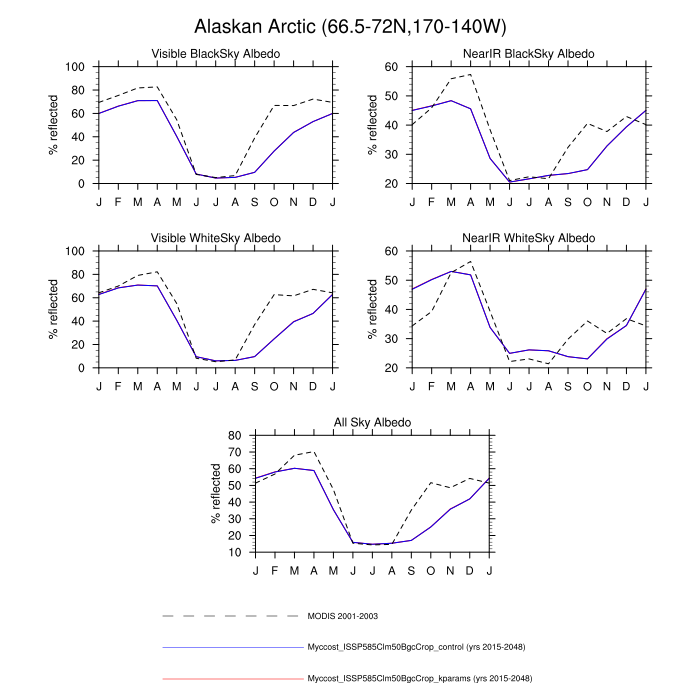 Alaskan Arctic (66.5-72N,170-140W)
Visible BlackSky Albedo
% reflected
100
80
60
40
20
0
J F M A M J J A S O N D J
NearIR BlackSky Albedo
% reflected
60
50
40
30
20
J F M A M J J A S O N D J
Visible WhiteSky Albedo
% reflected
100
80
60
40
20
0
J F M A M J J A S O N D J
NearIR WhiteSky Albedo
% reflected
60
50
40
30
20
J F M A M J J A S O N D J
All Sky Albedo
% reflected
80
70
60
50
40
30
20
10
J F M A M J J A S O N D J
MODIS 2001-2003
Myccost_ISSP585Clm50BgcCrop_control (yrs 2015-2048)
Myccost_ISSP585Clm50BgcCrop_kparams (yrs 2015-2048)